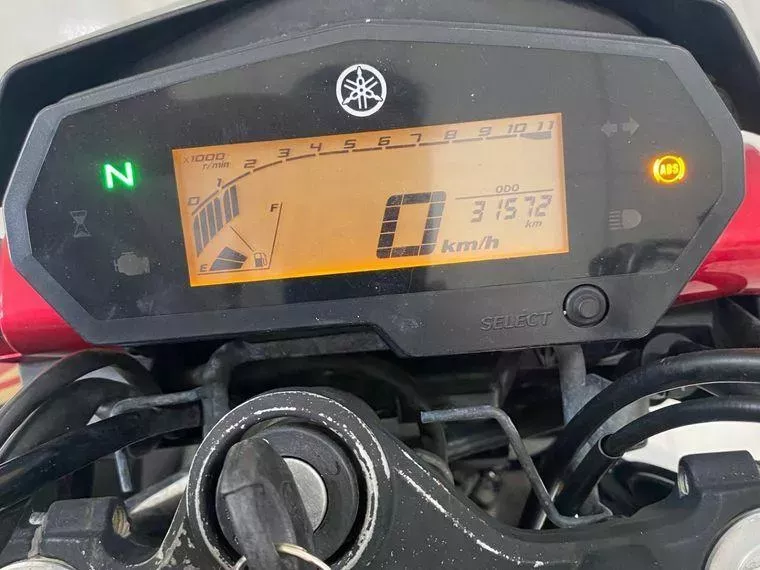 x1000
r/min
0 1 2 3 4 5 6 7 8 9 10 11
N
ABS
ODO
31572
km
F
0 km/h
E
SELECT